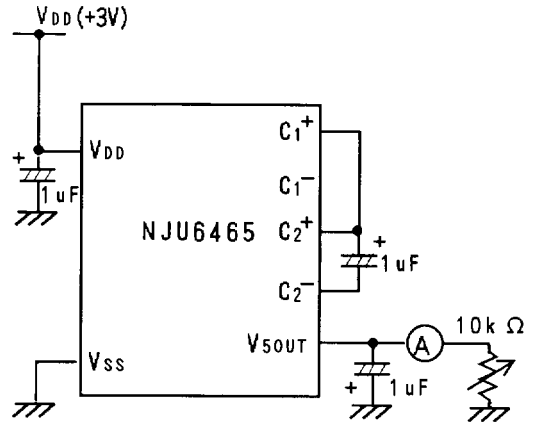 VDD (+3V)
+
1uF
VDD
VSS
NJU6465
C1+
C1-
C2+
C2-
V5OUT
+
1uF
A
10kΩ
+
1uF